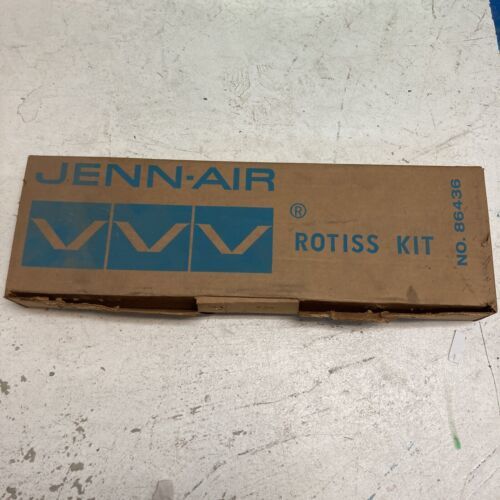 JENN-AIR
®
ROTISS KIT
NO. 86436